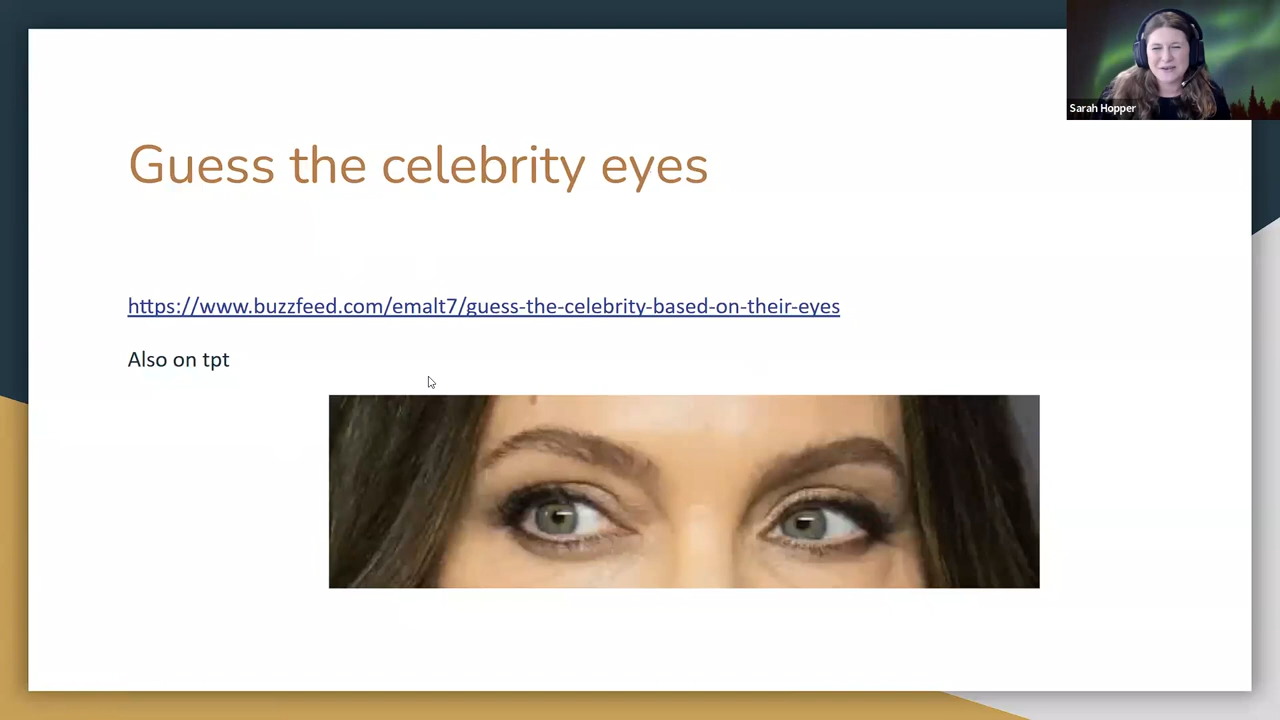 Sarah Hopper
Guess the celebrity eyes
https://www.buzzfeed.com/emalt7/guess-the-celebrity-based-on-their-eyes
Also on tpt